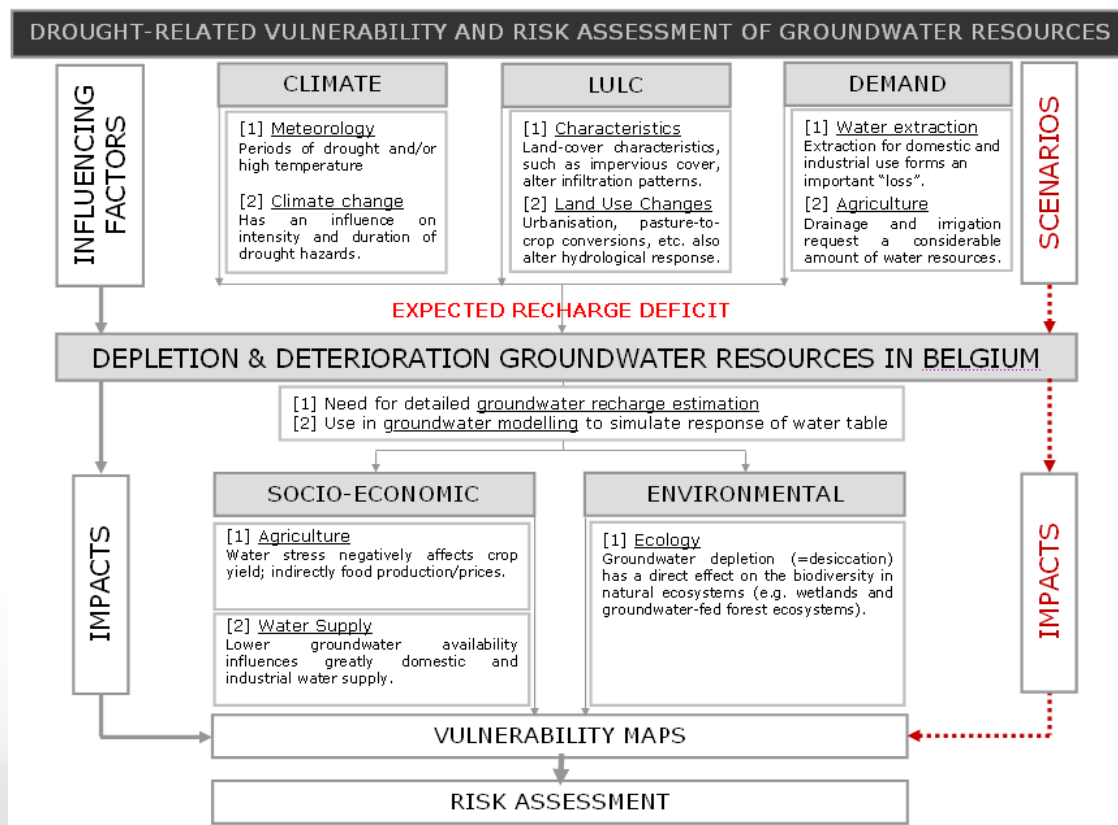 DROUGHT-RELATED VULNERABILITY AND RISK ASSESSMENT OF GROUNDWATER RESOURCES
INFLUENCING
FACTORS
CLIMATE
[1] Meteorology
Periods of drought and/or
high temperature
[2] Climate change
Has an influence on
intensity and duration of
drought hazards.
LULC
[1] Characteristics
Land-cover characteristics,
such as impervious cover,
alter infiltration patterns.
[2] Land Use Changes
Urbanisation, pasture-to-
crop conversions, etc. also
alter hydrological response.
DEMAND
[1] Water extraction
Extraction for domestic and
industrial use forms an
important "loss".
[2] Agriculture
Drainage and irrigation
request a considerable
amount of water resources.
SCENARIOS
EXPECTED RECHARGE DEFICIT
DEPLETION & DETERIORATION GROUNDWATER RESOURCES IN BELGIUM
[1] Need for detailed groundwater recharge estimation
[2] Use in groundwater modelling to simulate response of water table
IMPACTS
SOCIO-ECONOMIC
[1] Agriculture
Water stress negatively affects crop
yield; indirectly food production/prices.
[2] Water Supply
Lower groundwater availability
influences greatly domestic and
industrial water supply.
ENVIRONMENTAL
[1] Ecology
Groundwater depletion (=desiccation)
has a direct effect on the biodiversity in
natural ecosystems (e.g. wetlands and
groundwater-fed forest ecosystems).
IMPACTS
VULNERABILITY MAPS
RISK ASSESSMENT